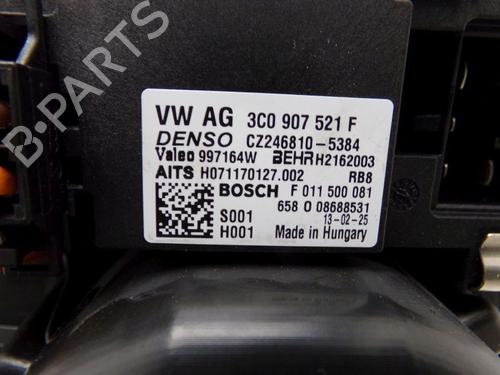 VW AG 3C0 907 521 F
DENSO CZ246810-5384
Valeo 997164W BEHR H2162003
AITS H071170127.002 RB8
BOSCH F 011 500 081
658 O 08688531
S001 13-02-25
H001 Made in Hungary
B-PARTS